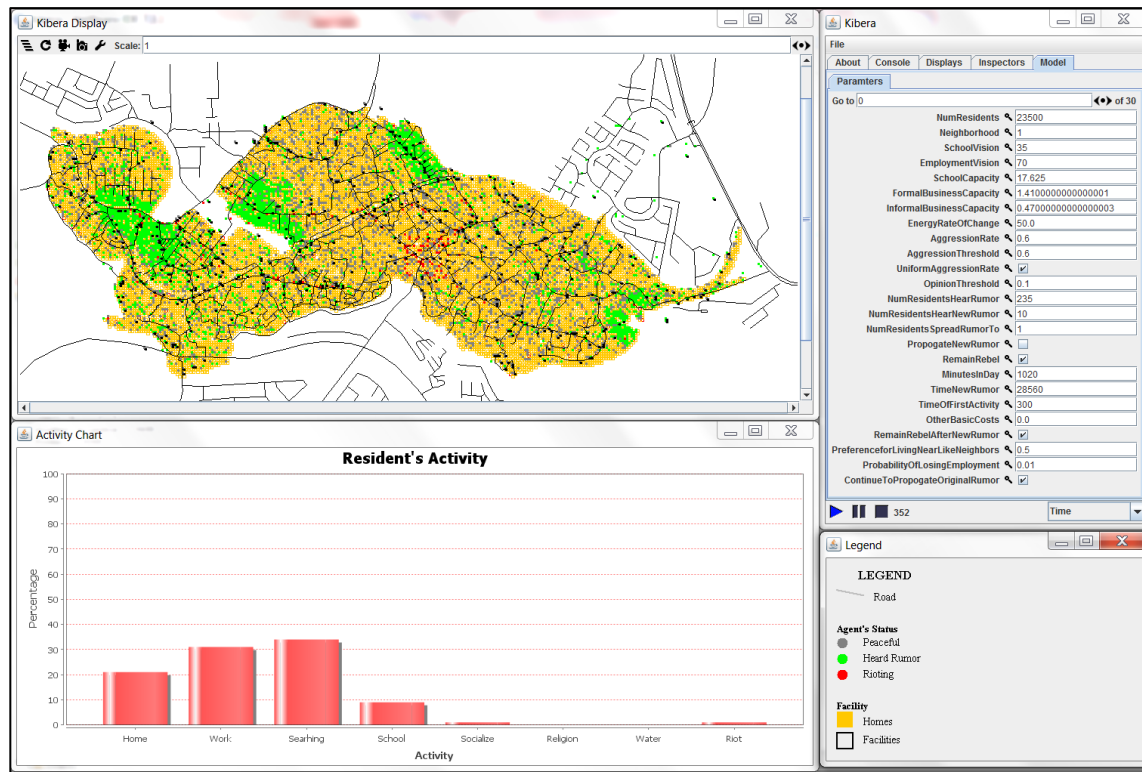 Kibera Display
Scale: 1
Activity Chart
Resident's Activity
100
90
80
70
60
50
40
30
20
10
0
Percentage
Home Work Searhing School Socialize Religion Water Riot
Activity
Kibera
File
About Console Displays Inspectors Model
Paramters
Go to 0 of 30
NumResidents 23500
Neighborhood 1
SchoolVision 35
EmploymentVision 70
SchoolCapacity 17.625
FormalBusinessCapacity 1.4100000000000001
InformalBusinessCapacity 0.47000000000000003
EnergyRateOfChange 50.0
AggressionRate 0.6
AggressionThreshold 0.6
UniformAggressionRate
OpinionThreshold 0.1
NumResidentsHearRumor 235
NumResidentsHearNewRumor 10
NumResidentsSpreadRumorTo 1
PropogateNewRumor
RemainRebel
MinutesInDay 1020
TimeNewRumor 28560
TimeOfFirstActivity 300
OtherBasicCosts 0.0
RemainRebelAfterNewRumor
PreferenceforLivingNearLikeNeighbors 0.5
ProbabilityOfLosingEmployment 0.01
ContinueToPropogateOriginalRumor
352 Time
Legend
LEGEND
Road
Agent's Status
Peaceful
Heard Rumor
Rioting
Facility
Homes
Facilities